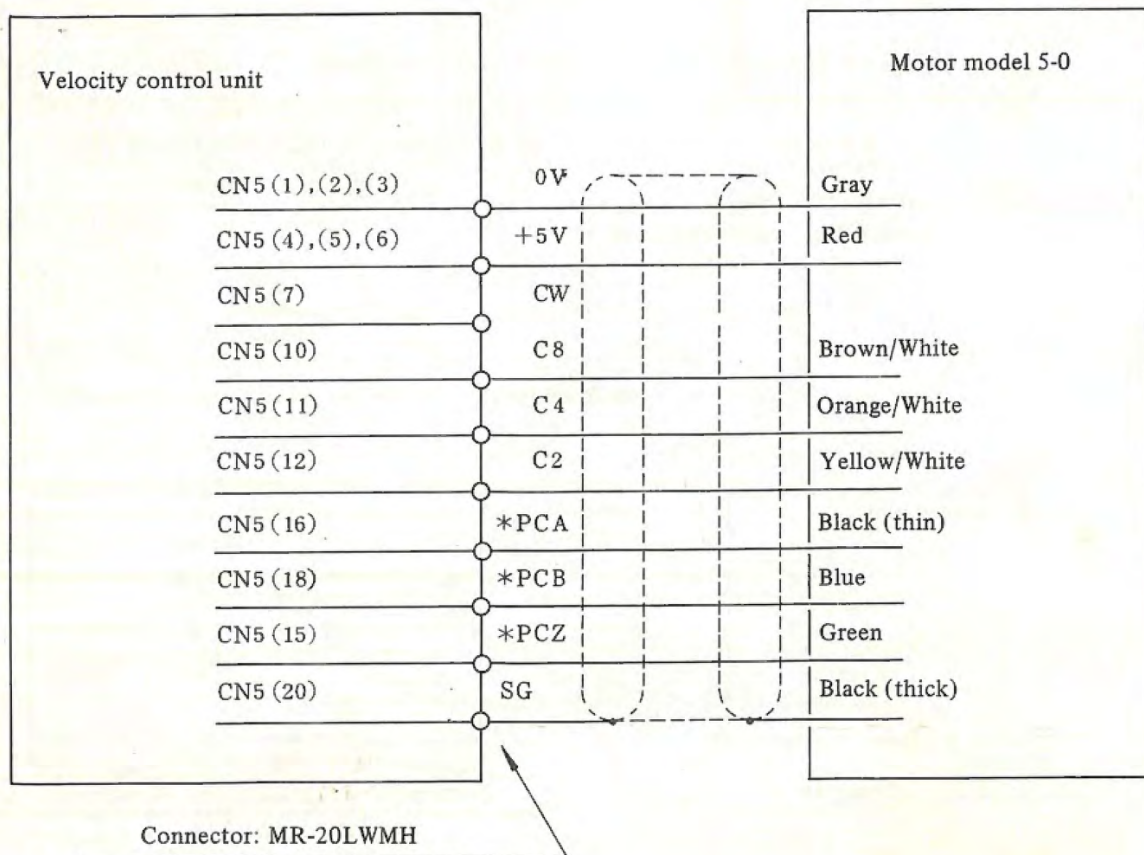 Velocity control unit
Motor model 5-0
CN5 (1),(2),(3) 0V Gray
CN5 (4),(5),(6) +5V Red
CN5 (7) CW
CN5 (10) C8 Brown/White
CN5 (11) C4 Orange/White
CN5 (12) C2 Yellow/White
CN5 (16) *PCA Black (thin)
CN5 (18) *PCB Blue
CN5 (15) *PCZ Green
CN5 (20) SG Black (thick)
Connector: MR-20LWMH